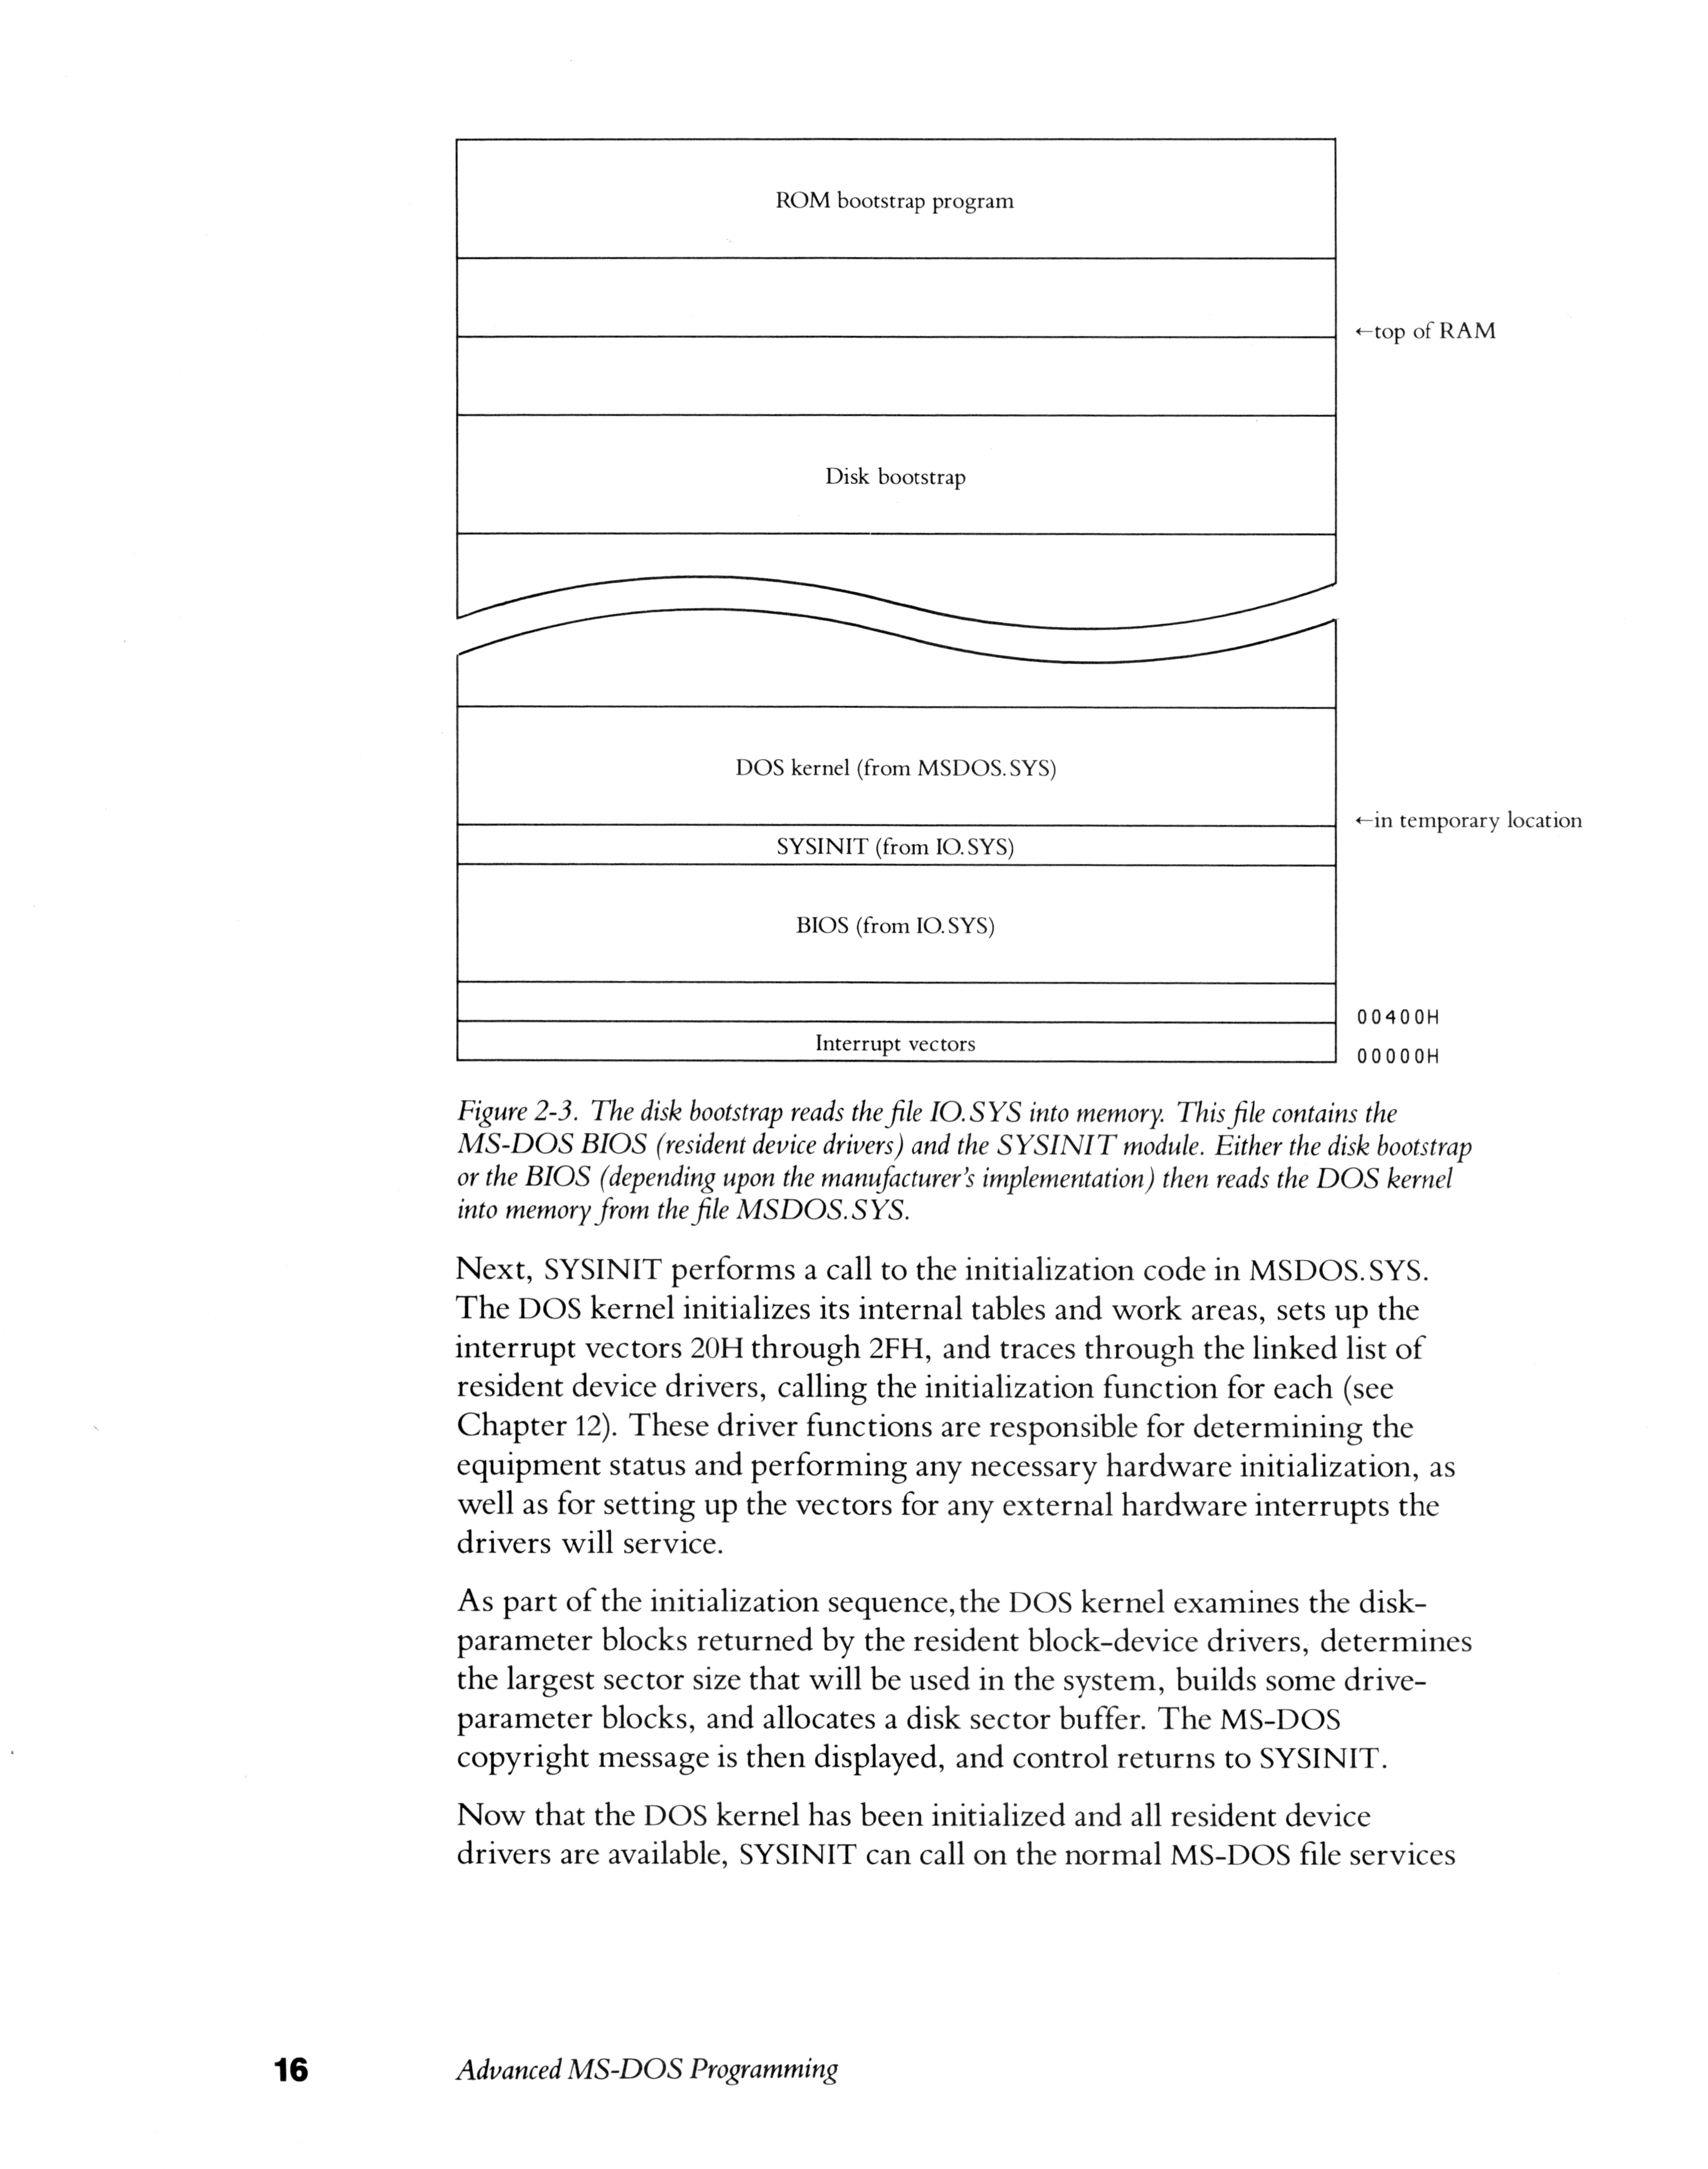 ROM bootstrap program
←top of RAM
Disk bootstrap
DOS kernel (from MSDOS.SYS)
←in temporary location
SYSINIT (from IO.SYS)
BIOS (from IO.SYS)
00400H
Interrupt vectors
00000H
Figure 2-3. The disk bootstrap reads the file IO.SYS into memory. This file contains the
MS-DOS BIOS (resident device drivers) and the SYSINIT module. Either the disk bootstrap
or the BIOS (depending upon the manufacturer's implementation) then reads the DOS kernel
into memory from the file MSDOS.SYS.
Next, SYSINIT performs a call to the initialization code in MSDOS.SYS.
The DOS kernel initializes its internal tables and work areas, sets up the
interrupt vectors 20H through 2FH, and traces through the linked list of
resident device drivers, calling the initialization function for each (see
Chapter 12). These driver functions are responsible for determining the
equipment status and performing any necessary hardware initialization, as
well as for setting up the vectors for any external hardware interrupts the
drivers will service.
As part of the initialization sequence, the DOS kernel examines the disk-
parameter blocks returned by the resident block-device drivers, determines
the largest sector size that will be used in the system, builds some drive-
parameter blocks, and allocates a disk sector buffer. The MS-DOS
copyright message is then displayed, and control returns to SYSINIT.
Now that the DOS kernel has been initialized and all resident device
drivers are available, SYSINIT can call on the normal MS-DOS file services
16 Advanced MS-DOS Programming